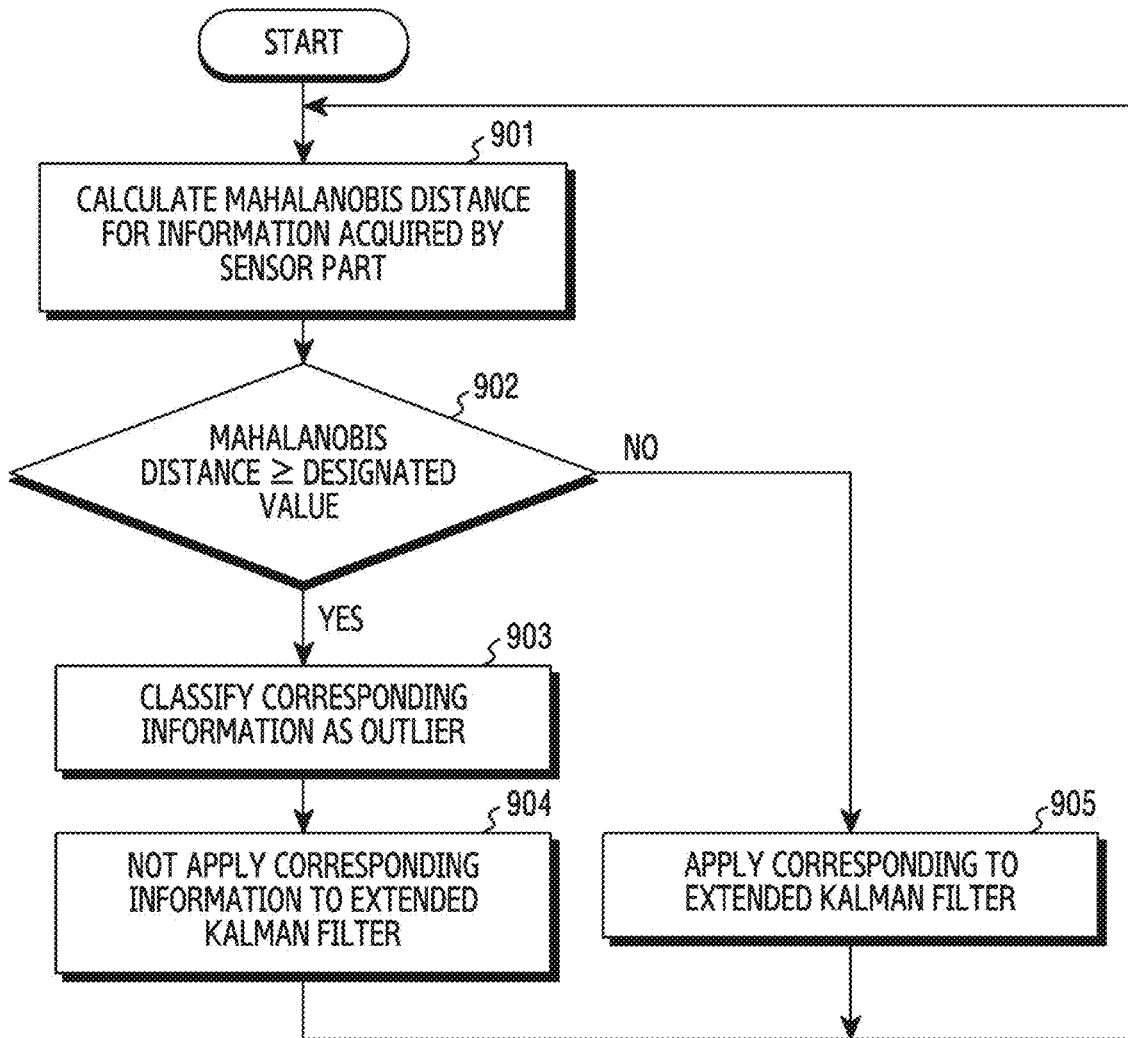 START
901
CALCULATE MAHALANOBIS DISTANCE
FOR INFORMATION ACQUIRED BY
SENSOR PART
902
MAHALANOBIS
DISTANCE ≥ DESIGNATED
VALUE
NO
YES
903
CLASSIFY CORRESPONDING
INFORMATION AS OUTLIER
904
NOT APPLY CORRESPONDING
INFORMATION TO EXTENDED
KALMAN FILTER
905
APPLY CORRESPONDING TO
EXTENDED KALMAN FILTER